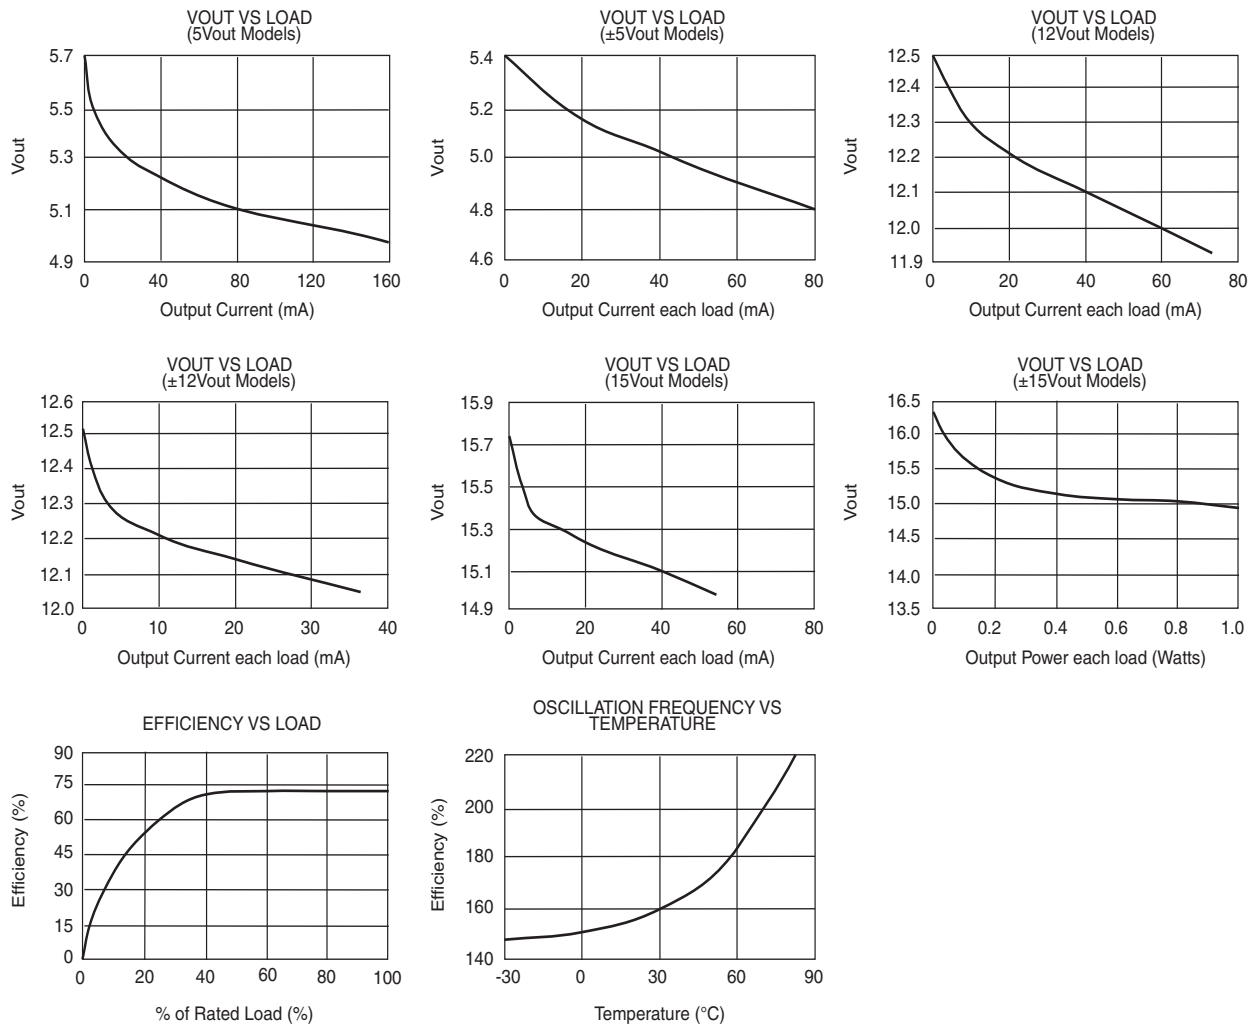 VOUT VS LOAD
(5Vout Models)
5.7
5.5
5.3
5.1
4.9
Vout
0 40 80 120 160
Output Current (mA)
VOUT VS LOAD
(±5Vout Models)
5.4
5.2
5.0
4.8
4.6
Vout
0 20 40 60 80
Output Current each load (mA)
VOUT VS LOAD
(12Vout Models)
12.5
12.4
12.3
12.2
12.1
12.0
11.9
Vout
0 20 40 60 80
Output Current each load (mA)
VOUT VS LOAD
(±12Vout Models)
12.6
12.5
12.4
12.3
12.2
12.1
12.0
Vout
0 10 20 30 40
Output Current each load (mA)
VOUT VS LOAD
(15Vout Models)
15.9
15.7
15.5
15.3
15.1
14.9
Vout
0 20 40 60 80
Output Current each load (mA)
VOUT VS LOAD
(±15Vout Models)
16.5
16.0
15.5
15.0
14.5
14.0
13.5
Vout
0 0.2 0.4 0.6 0.8 1.0
Output Power each load (Watts)
EFFICIENCY VS LOAD
90
75
60
45
30
15
0
Efficiency (%)
0 20 40 60 80 100
% of Rated Load (%)
OSCILLATION FREQUENCY VS
TEMPERATURE
220
200
180
160
140
Efficiency (%)
-30 0 30 60 90
Temperature (°C)